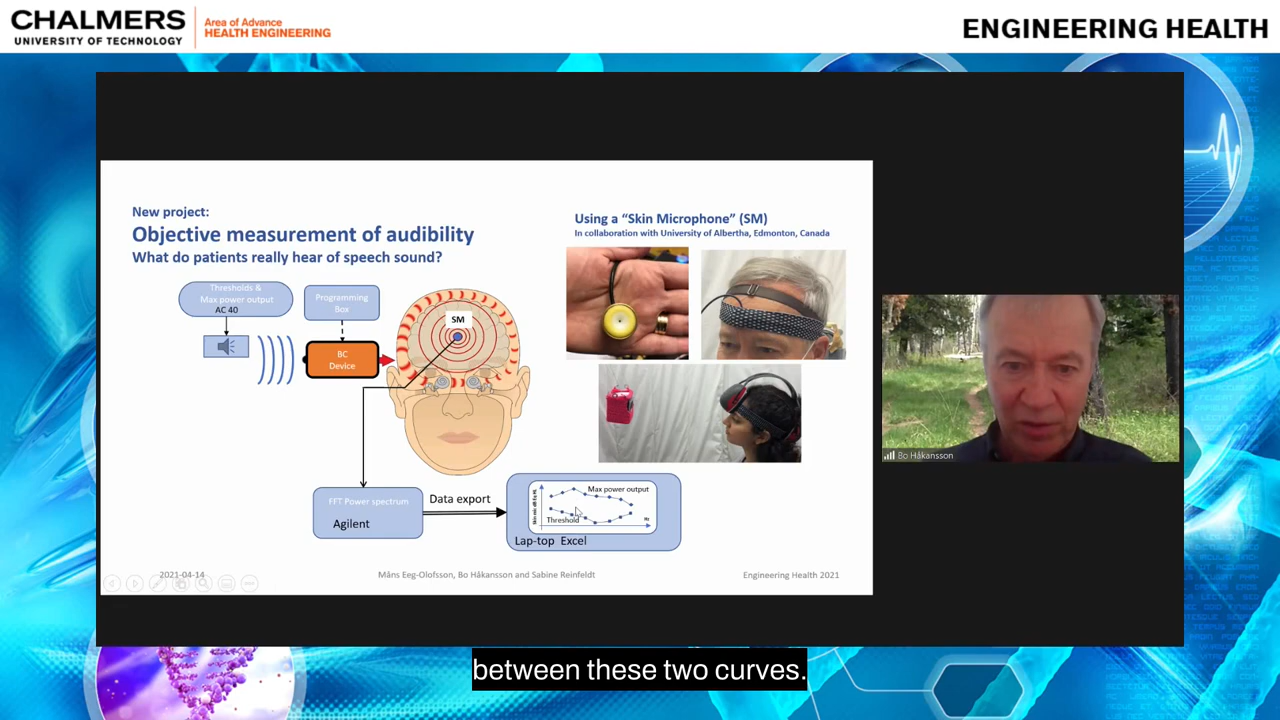 CHALMERS
UNIVERSITY OF TECHNOLOGY
Area of Advance
HEALTH ENGINEERING
ENGINEERING HEALTH
New project:
Objective measurement of audibility
What do patients really hear of speech sound?
Using a “Skin Microphone” (SM)
In collaboration with University of Albertha, Edmonton, Canada
Thresholds &
Max power output
AC 40
Programming
Box
SM
BC
Device
FFT Power spectrum
Agilent
Data export
Max power output
Threshold
Hz
Lap-top Excel
Bo Håkansson
2021-04-14
Måns Eeg-Olofsson, Bo Håkansson and Sabine Reinfeldt
Engineering Health 2021
between these two curves.